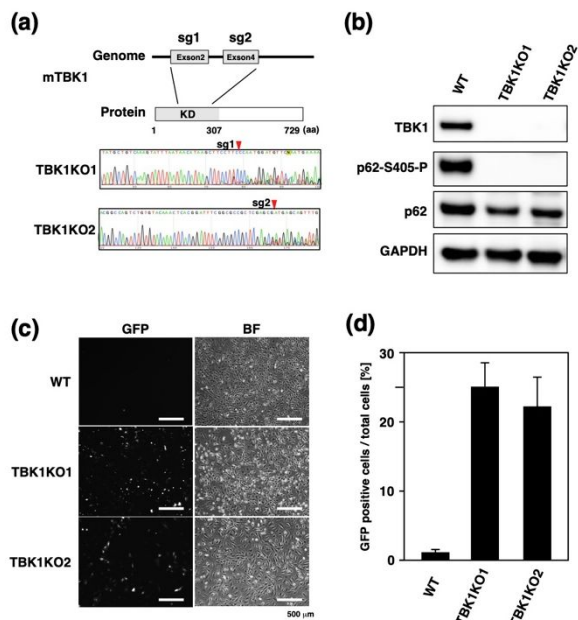 (a)
sg1 sg2
Genome
Exson2 Exson4
mTBK1
Protein
KD
1 307 729 (aa)
sg1
TBK1KO1
sg2
TBK1KO2
(b)
WT
TBK1KO1
TBK1KO2
TBK1
p62-S405-P
p62
GAPDH
(c)
GFP BF
WT
TBK1KO1
TBK1KO2
500 μm
(d)
GFP positive cells / total cells [%]
30
20
10
0
WT
TBK1KO1
TBK1KO2